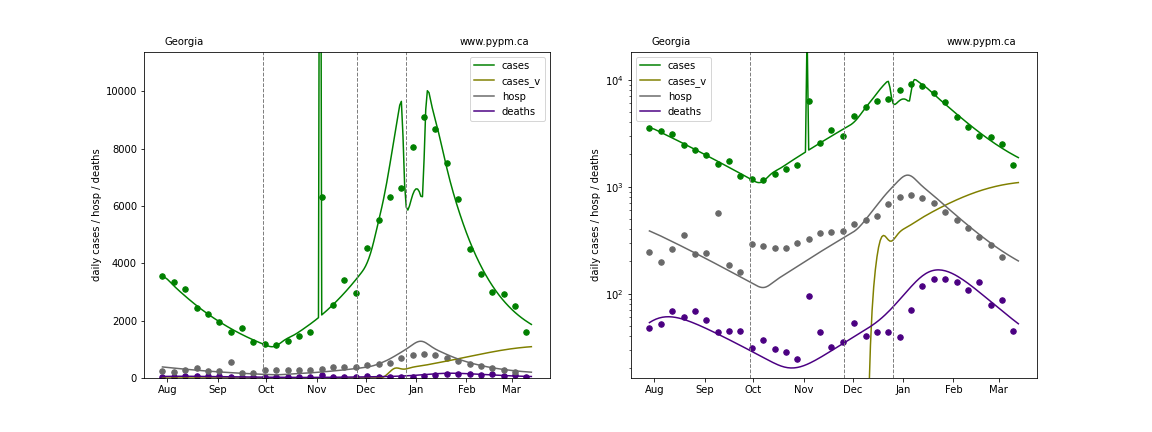 Georgia
www.pypm.ca
cases
cases_v
hosp
deaths
daily cases / hosp / deaths
10000
8000
6000
4000
2000
0
Aug Sep Oct Nov Dec Jan Feb Mar
Georgia
www.pypm.ca
cases
cases_v
hosp
deaths
daily cases / hosp / deaths
10⁴
10³
10²
Aug Sep Oct Nov Dec Jan Feb Mar